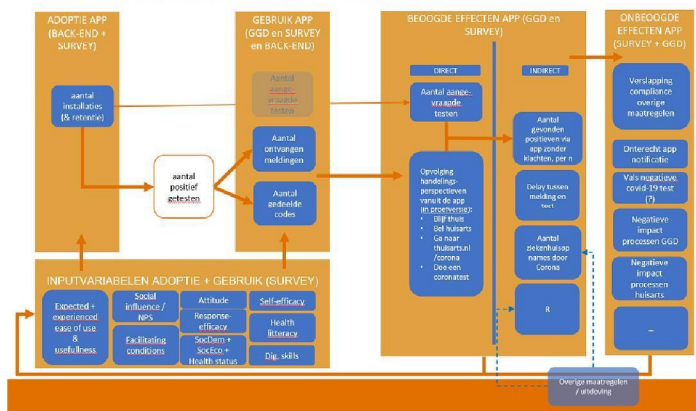 ADOPTIE APP
(BACK-END +
SURVEY)
aantal
installaties
(& retentie)
aantal
positief
getesten
GEBRUIK APP
(GGD en SURVEY
en BACK-END)
Aantal
aange-
vraagde
testen
Aantal
ontvangen
meldingen
Aantal
gedeelde
codes
INPUTVARIABELEN ADOPTIE + GEBRUIK (SURVEY)
Expected +
experienced
ease of use
&
usefullness
Social
influence /
NPS
Facilitating
conditions
Attitude
Response-
efficacy
SocDem +
SocEco +
Health status
Self-efficacy
Health
litteracy
Dig. skills
BEOOGDE EFFECTEN APP (GGD en
SURVEY)
DIRECT
Aantal aange-
vraagde
testen
Opvolging
handelings-
perspectieven
vanuit de app
(in proefversie):
• Blijf thuis
• Bel huisarts
• Ga naar
thuisarts.nl
/corona
• Doe een
coronatest
INDIRECT
Aantal
gevonden
positieven via
app zonder
klachten, per n
Delay tussen
melding en
test
Aantal
ziekenhuisop
names door
Corona
R
ONBEOOGDE
EFFECTEN APP
(SURVEY + GGD)
Verslapping
compliance
overige
maatregelen
Onterecht app
notificatie
Vals negatieve
covid-19 test
(?)
Negatieve
impact
processen GGD
Negatieve
impact
processen
huisarts
...
Overige maatregelen
/ uitdoving